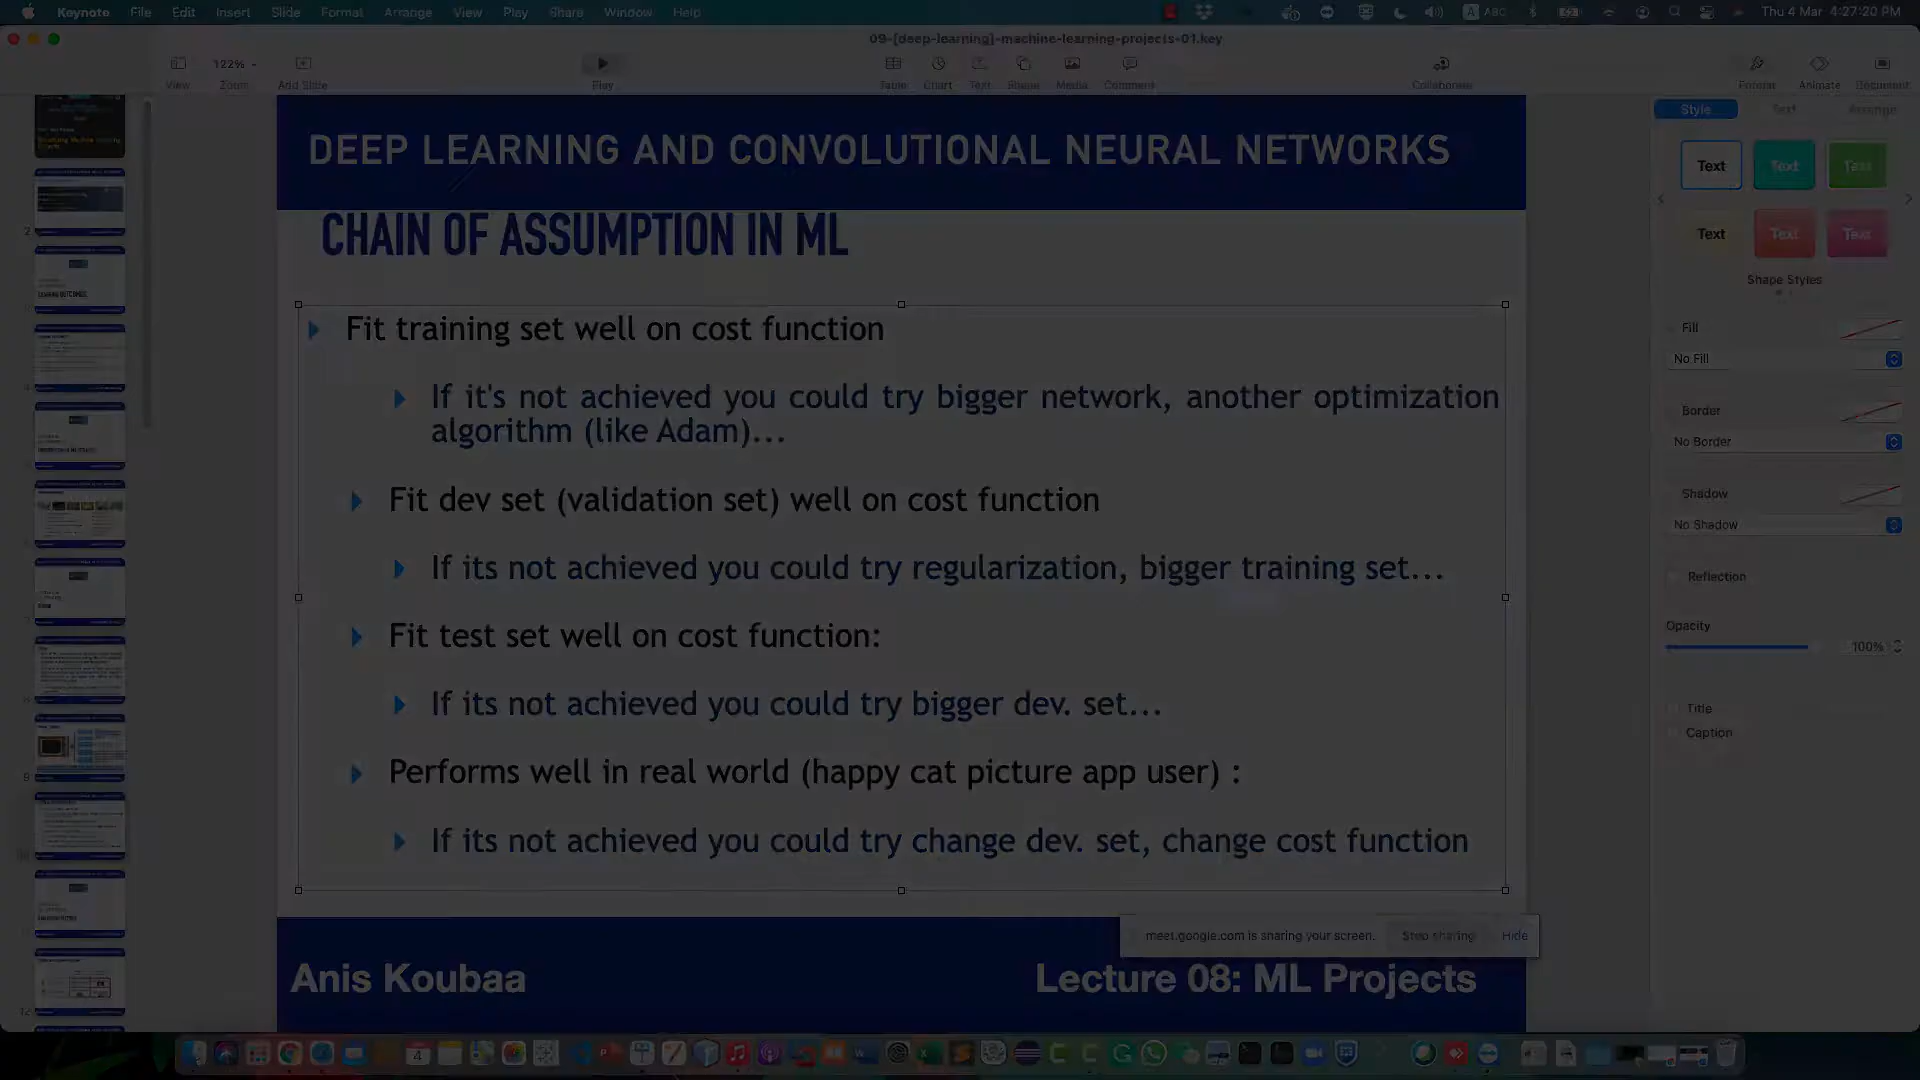 Keynote File Edit Insert Slide Format Arrange View Play Share Window Help
ABC
Thu 4 Mar 4:27:20 PM
09-[deep-learning]-machine-learning-projects-01.key
122%
View Zoom Add Slide Play Table Chart Text Shape Media Comment Collaborate Format Animate Document
Style Text Arrange
DEEP LEARNING AND CONVOLUTIONAL NEURAL NETWORKS
CHAIN OF ASSUMPTION IN ML
Fit training set well on cost function
If it's not achieved you could try bigger network, another optimization
algorithm (like Adam)...
Fit dev set (validation set) well on cost function
If its not achieved you could try regularization, bigger training set...
Fit test set well on cost function:
If its not achieved you could try bigger dev. set...
Performs well in real world (happy cat picture app user) :
If its not achieved you could try change dev. set, change cost function
Anis Koubaa
Lecture 08: ML Projects
meet.google.com is sharing your screen. Stop sharing Hide
Text Text Text
Text Text Text
Shape Styles
Fill
No Fill
Border
No Border
Shadow
No Shadow
Reflection
Opacity
100%
Title
Caption